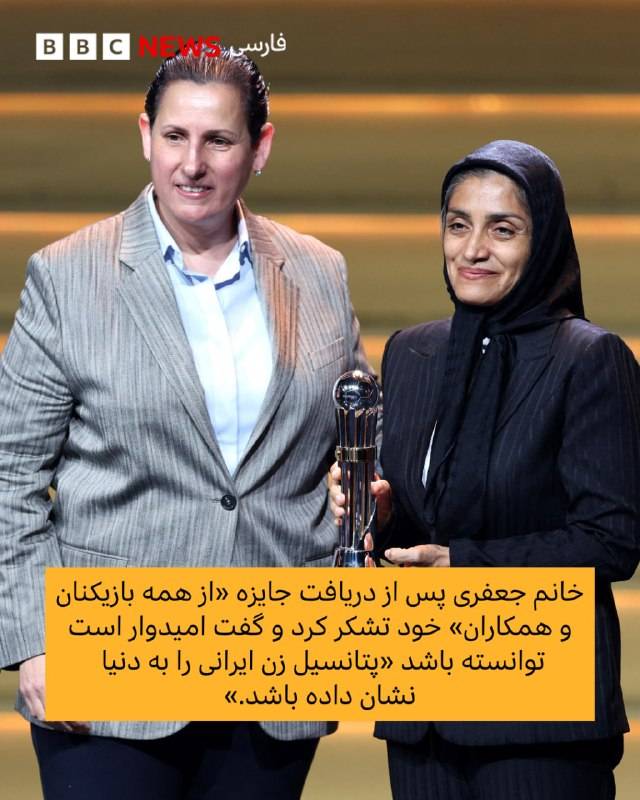 BBC NEWS فارسی
خانم جعفری پس از دریافت جایزه «از همه بازیکنان
و همکاران» خود تشکر کرد و گفت امیدوار است
توانسته باشد «پتانسیل زن ایرانی را به دنیا
نشان داده باشد.»